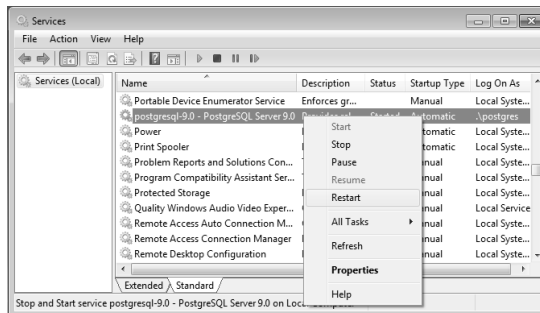 Services
File Action View Help
Services (Local)
Name Description Status Startup Type Log On As
Portable Device Enumerator Service Enforces gr... Manual Local Syste...
postgresql-9.0 - PostgreSQL Server 9.0 Started .\postgres
Power Local Syste...
Print Spooler Local Syste...
Problem Reports and Solutions Con... Local Syste...
Program Compatibility Assistant Ser... Local Syste...
Protected Storage Local Syste...
Quality Windows Audio Video Exper... Local Service
Remote Access Auto Connection M... Local Syste...
Remote Access Connection Manager Local Syste...
Remote Desktop Configuration Local Syste...
Start
Stop
Pause
Resume
Restart
All Tasks
Refresh
Properties
Help
Extended Standard
Stop and Start service postgresql-9.0 - PostgreSQL Server 9.0 on